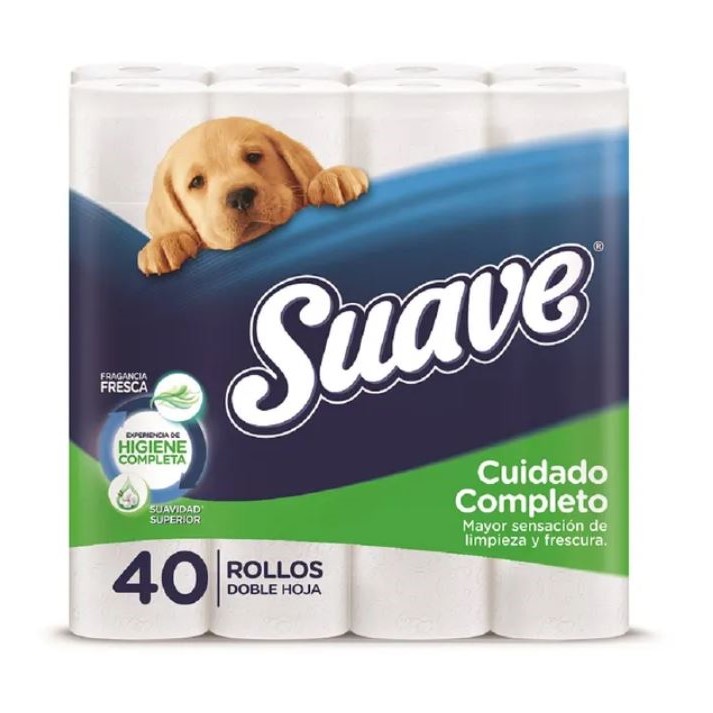 Suave®
FRAGANCIA
FRESCA
EXPERIENCIA DE
HIGIENE
COMPLETA
SUAVIDAD
SUPERIOR
Cuidado
Completo
Mayor sensación de
limpieza y frescura.
40 ROLLOS
DOBLE HOJA